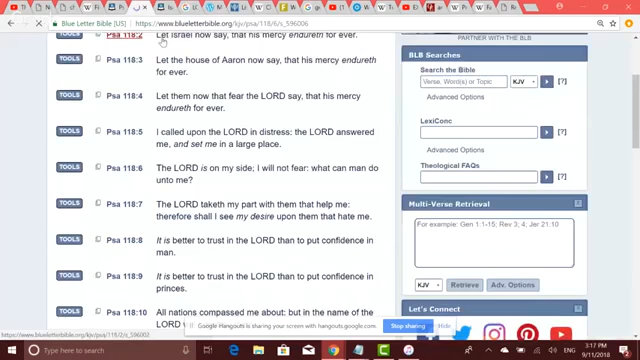 Blue Letter Bible [US]
https://www.blueletterbible.org/kjv/psa/118/6/s_596006
TOOLS
Psa 118:2
Let Israel now say, that his mercy endureth for ever.
TOOLS
Psa 118:3
Let the house of Aaron now say, that his mercy endureth
for ever.
TOOLS
Psa 118:4
Let them now that fear the LORD say, that his mercy
endureth for ever.
TOOLS
Psa 118:5
I called upon the LORD in distress: the LORD answered
me, and set me in a large place.
TOOLS
Psa 118:6
The LORD is on my side; I will not fear: what can man do
unto me?
TOOLS
Psa 118:7
The LORD taketh my part with them that help me:
therefore shall I see my desire upon them that hate me.
TOOLS
Psa 118:8
It is better to trust in the LORD than to put confidence in
man.
TOOLS
Psa 118:9
It is better to trust in the LORD than to put confidence in
princes.
TOOLS
Psa 118:10
All nations compassed me about: but in the name of the
LORD
PARTNER WITH THE BLB
BLB Searches
Search the Bible
Verse, Word(s) or Topic
KJV
[?]
Advanced Options
LexiConc
[?]
Advanced Options
Theological FAQs
[?]
Multi-Verse Retrieval
For example: Gen 1:1-15; Rev 3; 4; Jer 21:10
KJV
Retrieve
Adv. Options
Let's Connect
Google Hangouts is sharing your screen with hangouts.google.com.
Stop sharing
Hide
https://www.blueletterbible.org/kjv/psa/118/2/s_596002
Type here to search
ENG
3:17 PM
9/11/2018